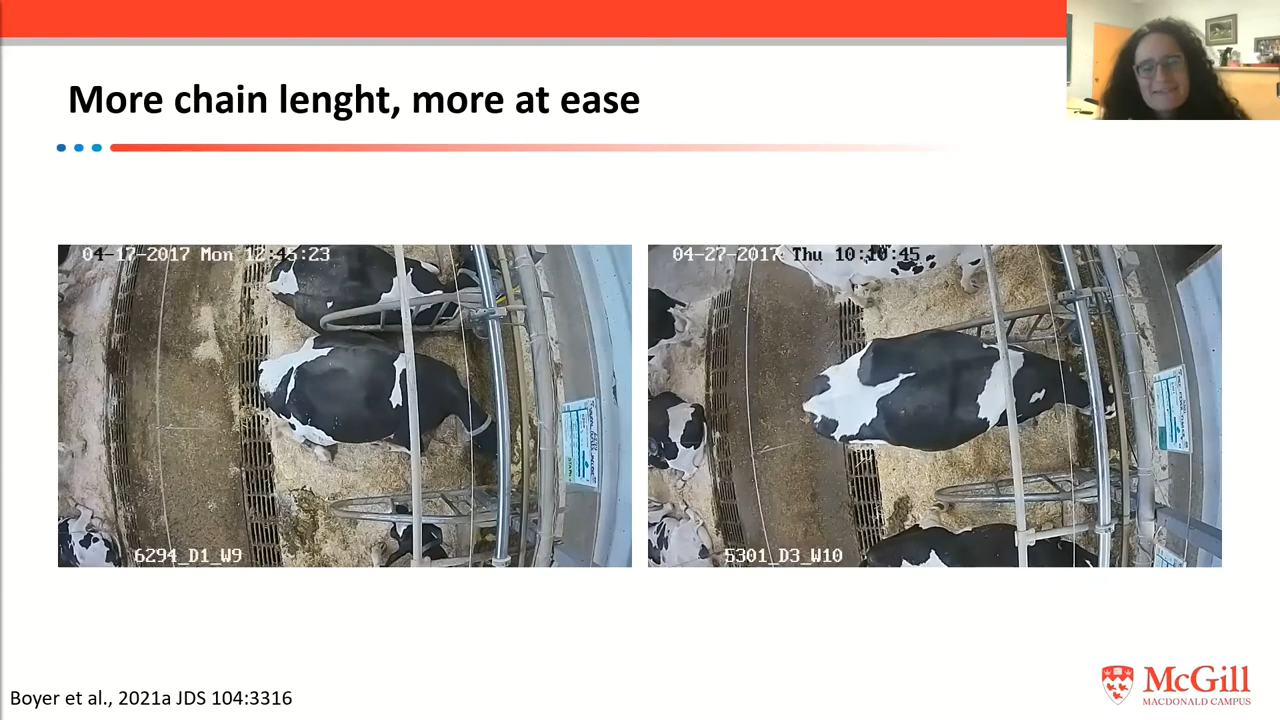 More chain lenght, more at ease
04-17-2017 Mon 12:45:23
04-27-2017 Thu 10:10:45
6294_D1_W9
5301_D3_W10
Boyer et al., 2021a JDS 104:3316
McGill
MACDONALD CAMPUS